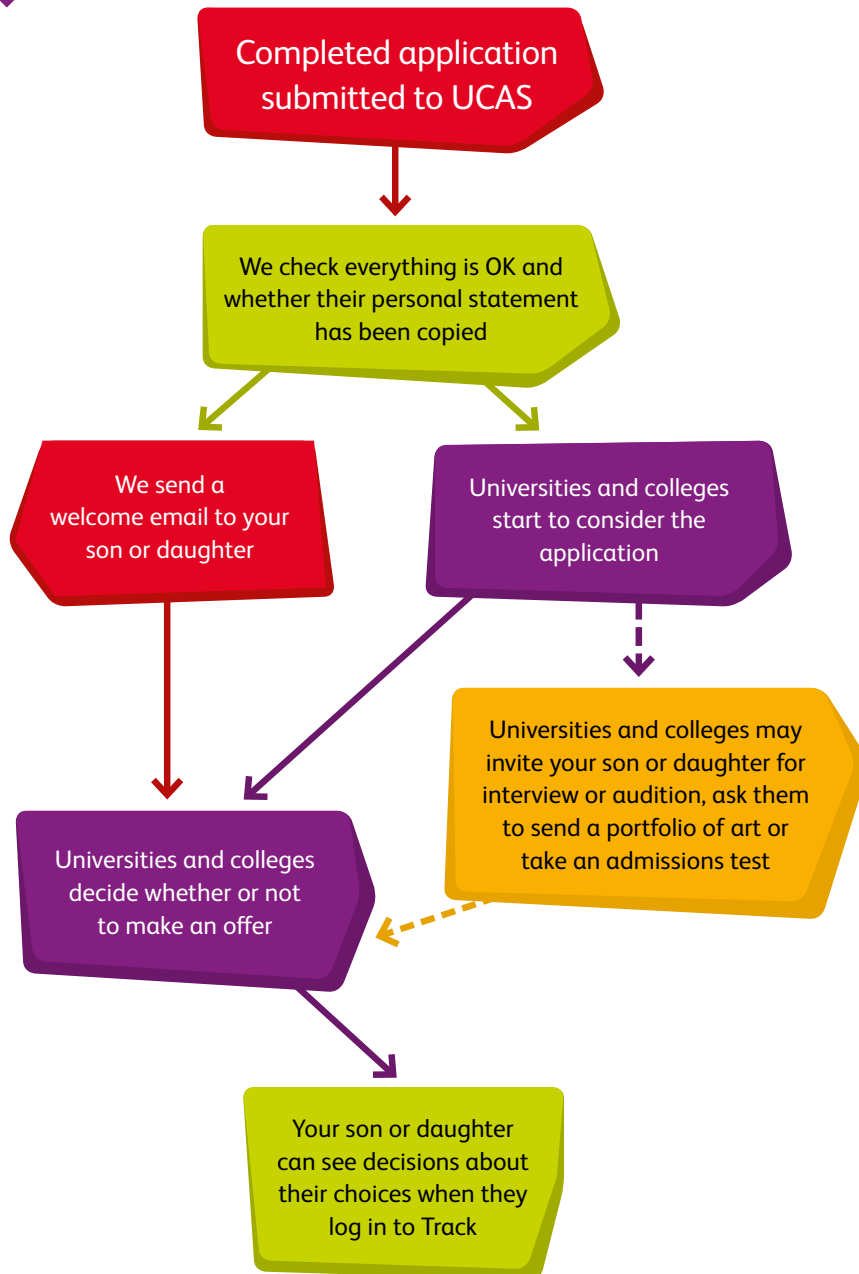 Completed application
submitted to UCAS
We check everything is OK and
whether their personal statement
has been copied
We send a
welcome email to your
son or daughter
Universities and colleges
start to consider the
application
Universities and colleges may
invite your son or daughter for
interview or audition, ask them
to send a portfolio of art or
take an admissions test
Universities and colleges
decide whether or not
to make an offer
Your son or daughter
can see decisions about
their choices when they
log in to Track